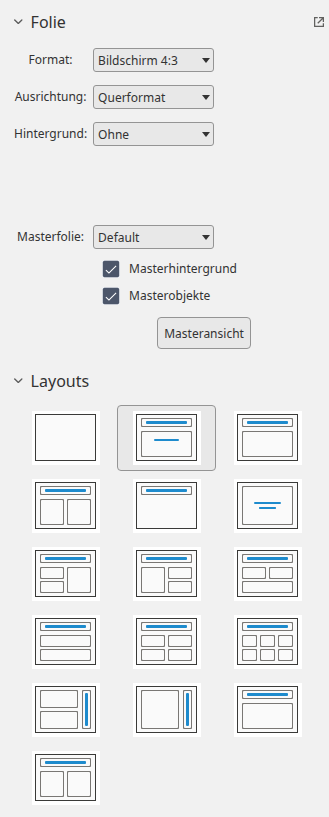 Folie
Format: Bildschirm 4:3
Ausrichtung: Querformat
Hintergrund: Ohne
Masterfolie: Default
Masterhintergrund
Masterobjekte
Masteransicht
Layouts